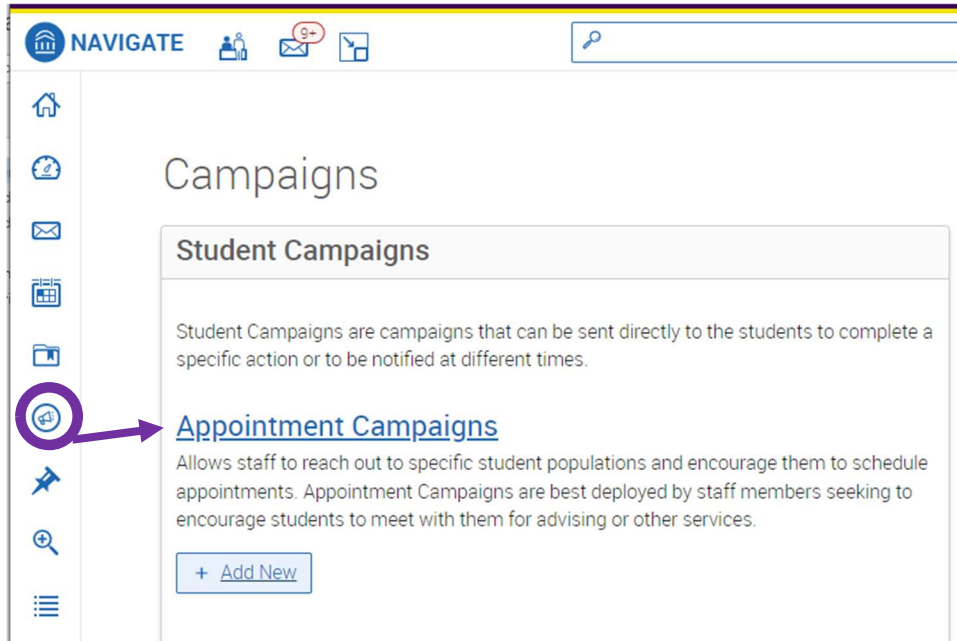 NAVIGATE
9+
Campaigns
Student Campaigns
Student Campaigns are campaigns that can be sent directly to the students to complete a
specific action or to be notified at different times.
Appointment Campaigns
Allows staff to reach out to specific student populations and encourage them to schedule
appointments. Appointment Campaigns are best deployed by staff members seeking to
encourage students to meet with them for advising or other services.
+ Add New